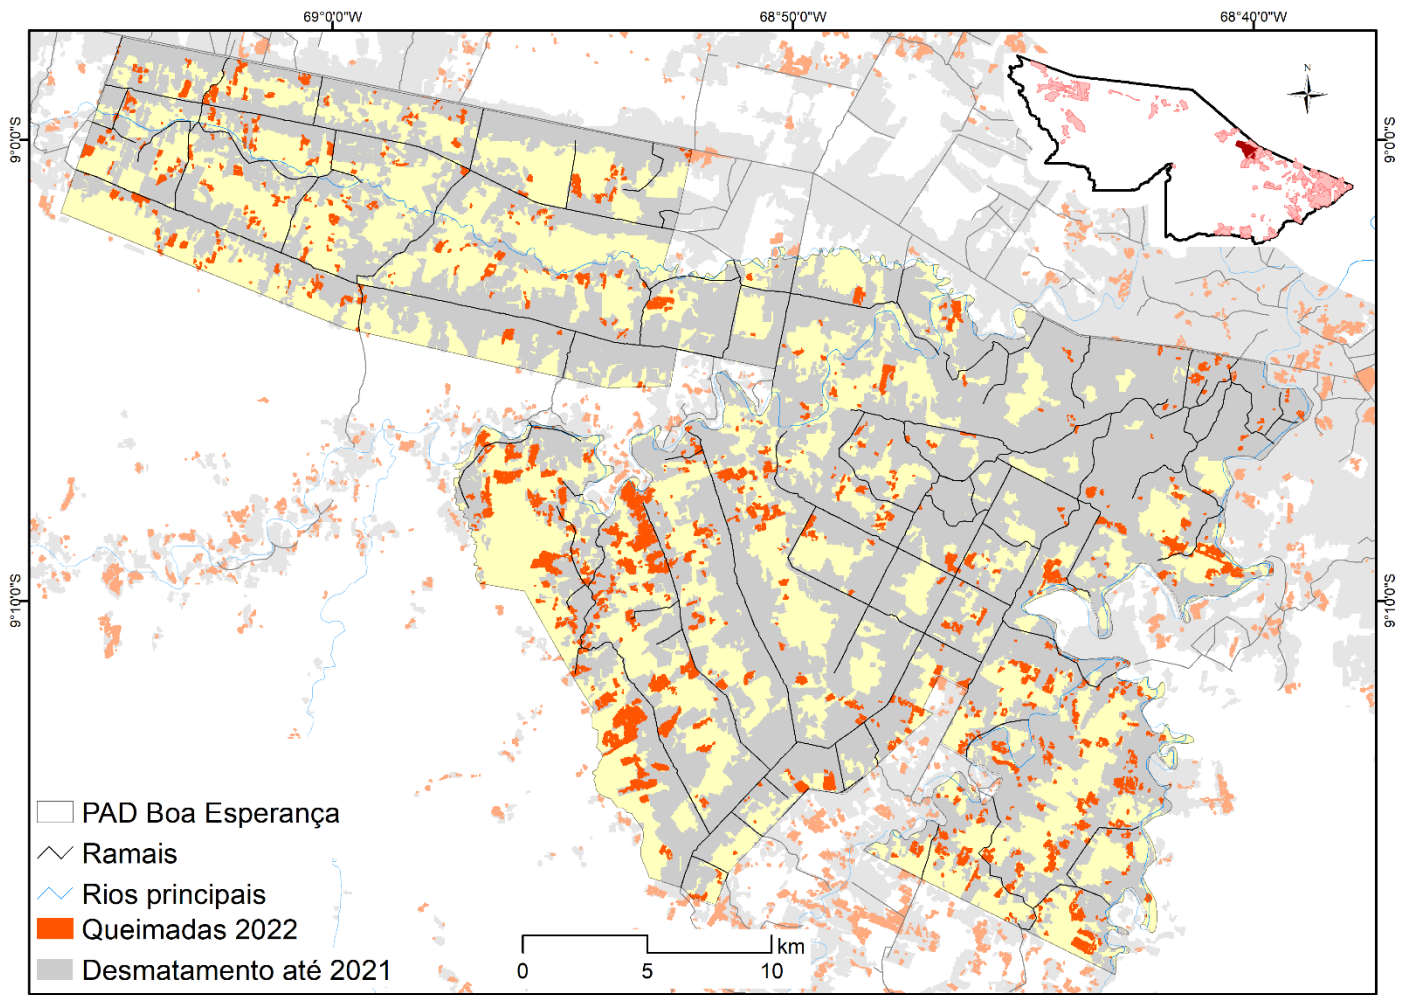 69°0'0"W
68°50'0"W
68°40'0"W
N
9°0'0"S
9°0'0"S
9°10'0"S
9°10'0"S
PAD Boa Esperança
Ramais
Rios principais
Queimadas 2022
Desmatamento até 2021
km
0
5
10